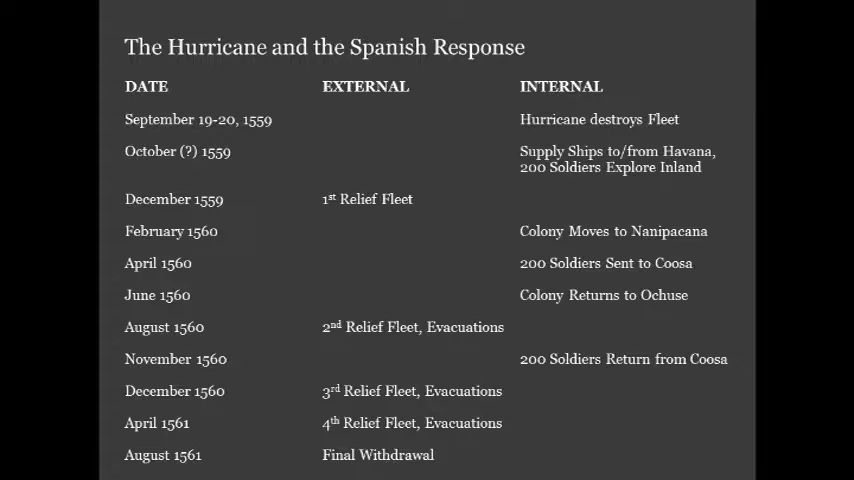 The Hurricane and the Spanish Response
DATE EXTERNAL INTERNAL
September 19-20, 1559 Hurricane destroys Fleet
October (?) 1559 Supply Ships to/from Havana,
200 Soldiers Explore Inland
December 1559 1st Relief Fleet
February 1560 Colony Moves to Nanipacana
April 1560 200 Soldiers Sent to Coosa
June 1560 Colony Returns to Ochuse
August 1560 2nd Relief Fleet, Evacuations
November 1560 200 Soldiers Return from Coosa
December 1560 3rd Relief Fleet, Evacuations
April 1561 4th Relief Fleet, Evacuations
August 1561 Final Withdrawal